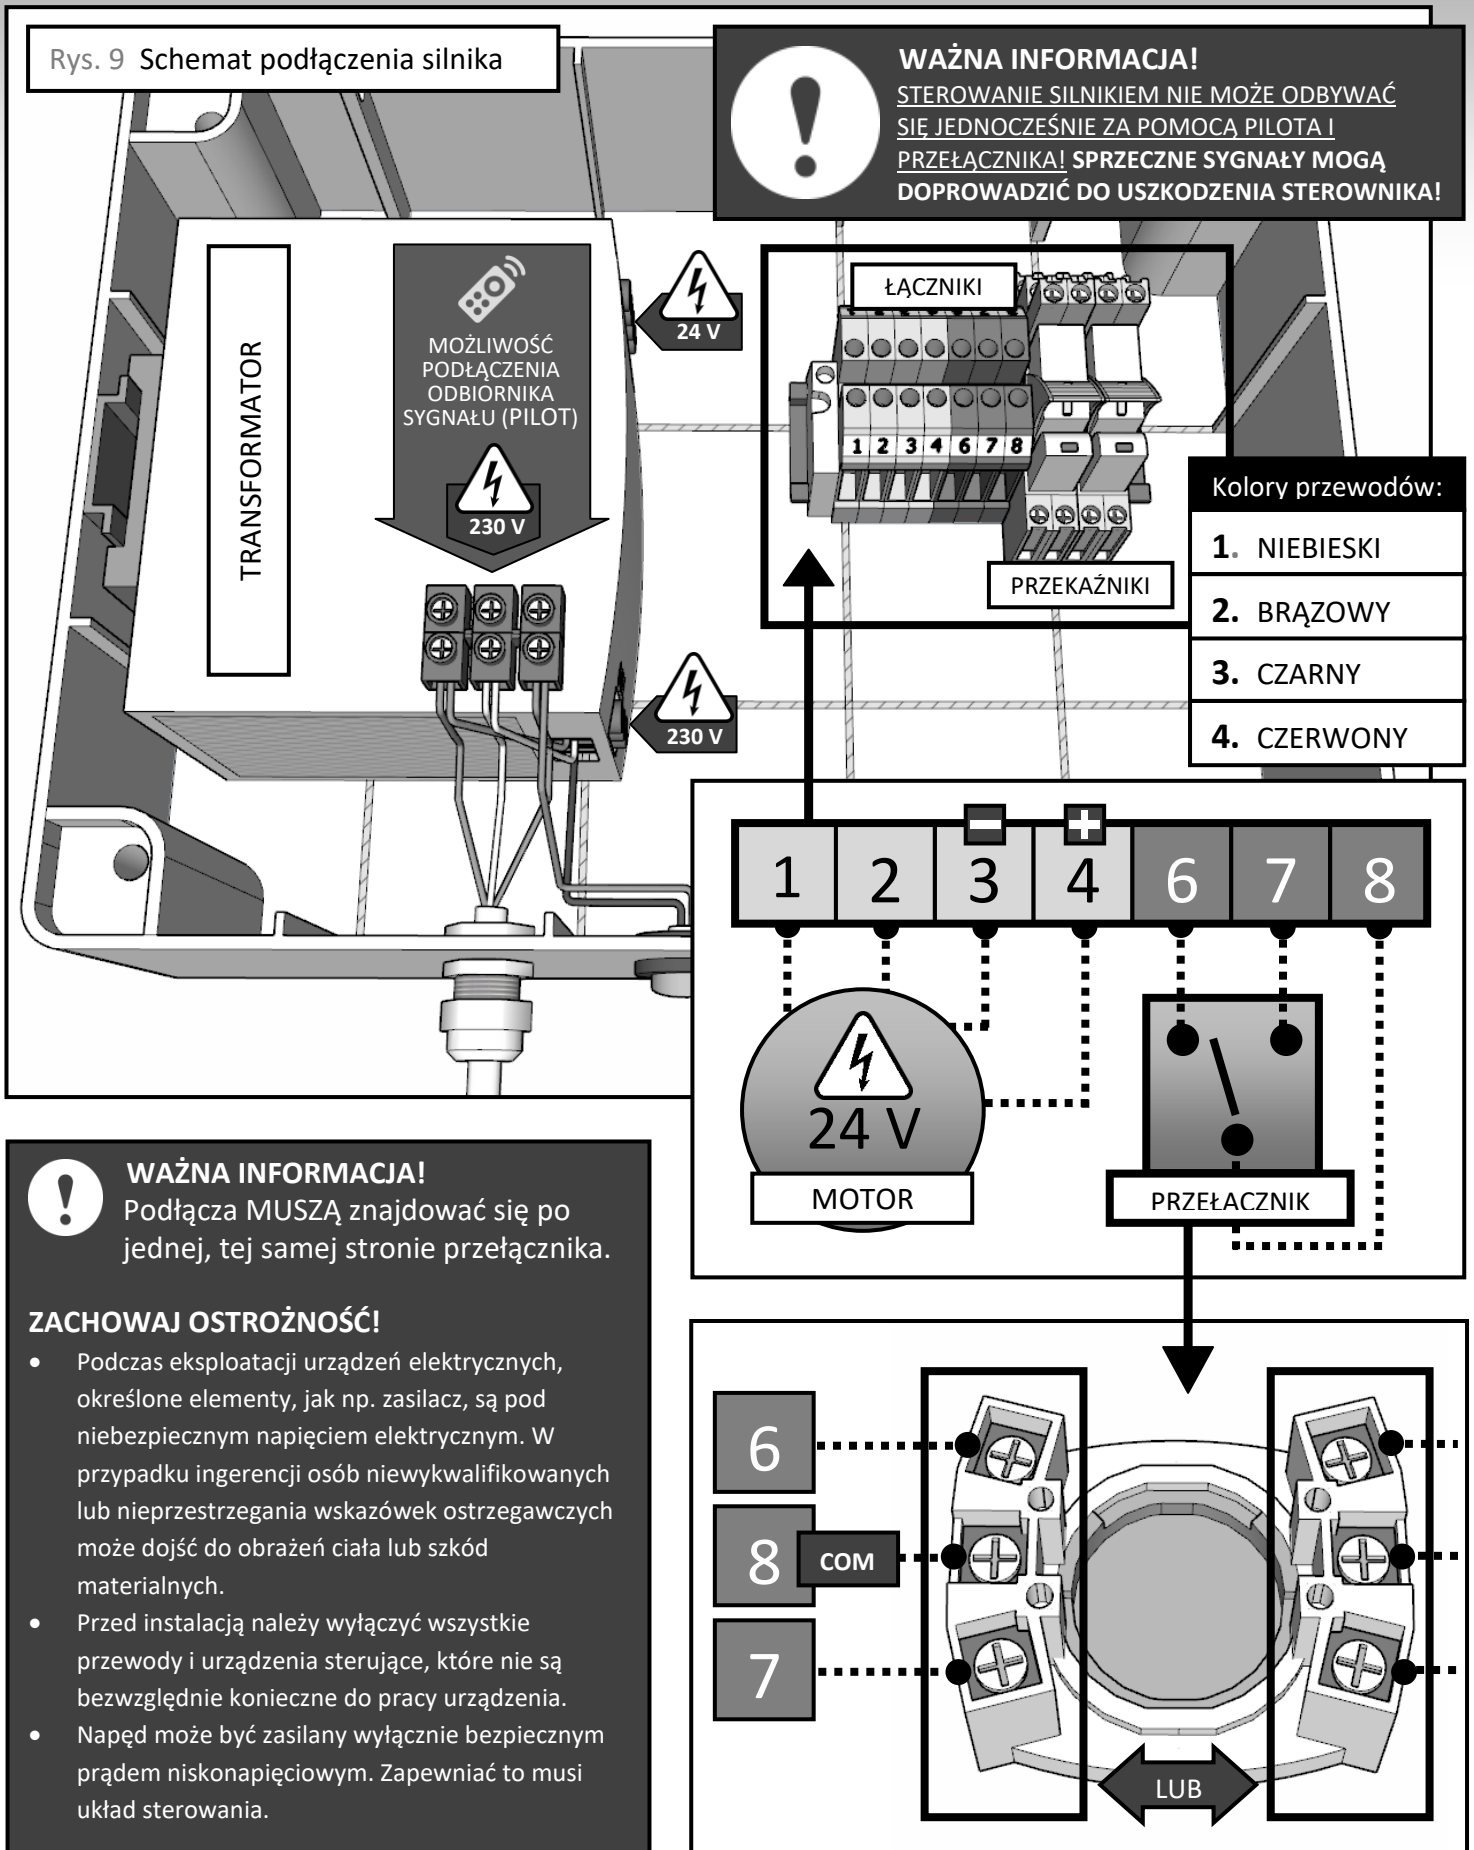 Rys. 9 Schemat podłączenia silnika
WAŻNA INFORMACJA!
STEROWANIE SILNIKIEM NIE MOŻE ODBYWAĆ
SIĘ JEDNOCZEŚNIE ZA POMOCĄ PILOTA I
PRZEŁĄCZNIKA! SPRZECZNE SYGNAŁY MOGĄ
DOPROWADZIĆ DO USZKODZENIA STEROWNIKA!
TRANSFORMATOR
MOŻLIWOŚĆ
PODŁĄCZENIA
ODBIORNIKA
SYGNAŁU (PILOT)
230 V
24 V
230 V
ŁĄCZNIKI
1 2 3 4 6 7 8
PRZEKAŹNIKI
Kolory przewodów:
1. NIEBIESKI
2. BRĄZOWY
3. CZARNY
4. CZERWONY
- +
1 2 3 4 6 7 8
24 V
MOTOR
PRZEŁACZNIK
WAŻNA INFORMACJA!
Podłącza MUSZĄ znajdować się po
jednej, tej samej stronie przełącznika.
ZACHOWAJ OSTROŻNOŚĆ!
• Podczas eksploatacji urządzeń elektrycznych,
określone elementy, jak np. zasilacz, są pod
niebezpiecznym napięciem elektrycznym. W
przypadku ingerencji osób niewykwalifikowanych
lub nieprzestrzegania wskazówek ostrzegawczych
może dojść do obrażeń ciała lub szkód
materialnych.
• Przed instalacją należy wyłączyć wszystkie
przewody i urządzenia sterujące, które nie są
bezwzględnie konieczne do pracy urządzenia.
• Napęd może być zasilany wyłącznie bezpiecznym
prądem niskonapięciowym. Zapewniać to musi
układ sterowania.
6
8 COM
7
LUB